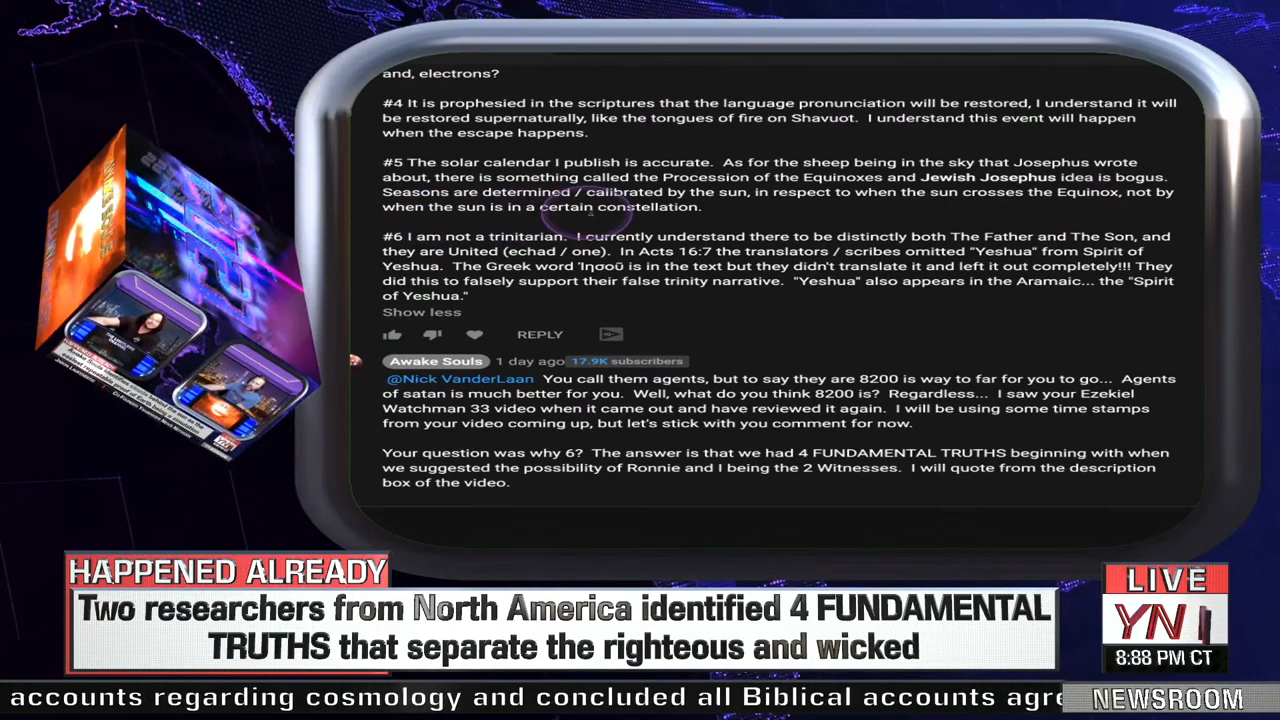 and, electrons?
#4 It is prophesied in the scriptures that the language pronunciation will be restored, I understand it will
be restored supernaturally, like the tongues of fire on Shavuot.  I understand this event will happen
when the escape happens.
#5 The solar calendar I publish is accurate.  As for the sheep being in the sky that Josephus wrote
about, there is something called the Procession of the Equinoxes and Jewish Josephus idea is bogus.
Seasons are determined / calibrated by the sun, in respect to when the sun crosses the Equinox, not by
when the sun is in a certain constellation.
#6 I am not a trinitarian.  I currently understand there to be distinctly both The Father and The Son, and
they are United (echad / one).  In Acts 16:7 the translators / scribes omitted "Yeshua" from Spirit of
Yeshua.  The Greek word Ἰησοῦ is in the text but they didn't translate it and left it out completely!!! They
did this to falsely support their false trinity narrative.  "Yeshua" also appears in the Aramaic... the "Spirit
of Yeshua."
Show less
REPLY
Awake Souls 1 day ago 17.9K subscribers
@Nick VanderLaan You call them agents, but to say they are 8200 is way to far for you to go...  Agents
of satan is much better for you.  Well, what do you think 8200 is?  Regardless... I saw your Ezekiel
Watchman 33 video when it came out and have reviewed it again.  I will be using some time stamps
from your video coming up, but let's stick with you comment for now.
Your question was why 6?  The answer is that we had 4 FUNDAMENTAL TRUTHS beginning with when
we suggested the possibility of Ronnie and I being the 2 Witnesses.  I will quote from the description
box of the video.
HAPPENED ALREADY
Two researchers from North America identified 4 FUNDAMENTAL
TRUTHS that separate the righteous and wicked
LIVE
YN1
8:88 PM CT
accounts regarding cosmology and concluded all Biblical accounts agre
NEWSROOM